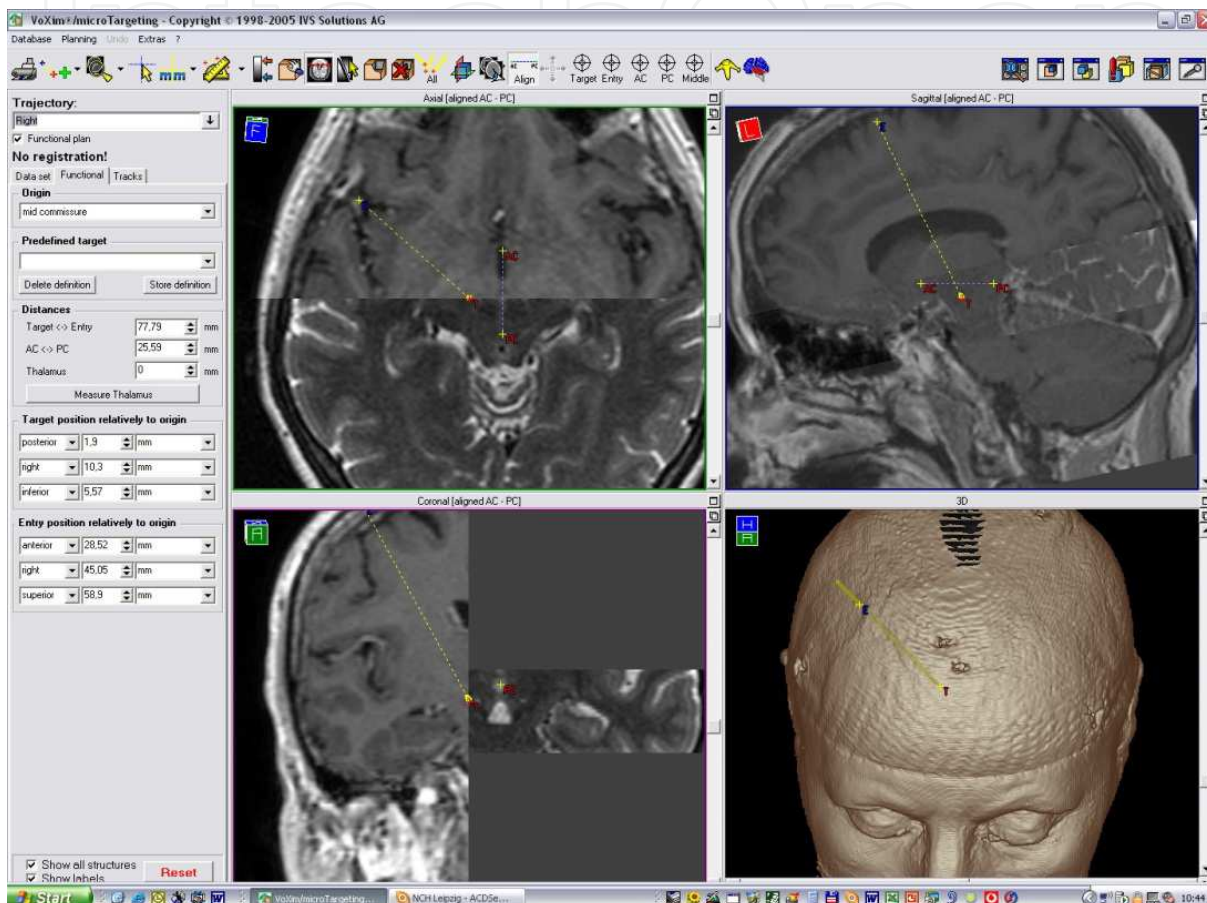 VoXim®/microTargeting - Copyright © 1998-2005 IVS Solutions AG
Database Planning Undo Extras ?
All Align Target Entry AC PC Middle
Trajectory:
Right
Functional plan
No registration!
Data set Functional Tracks
Origin
mid commissure
Predefined target
Delete definition Store definition
Distances
Target <-> Entry 77,79 mm
AC <-> PC 25,59 mm
Thalamus 0 mm
Measure Thalamus
Target position relatively to origin
posterior 1,9 mm
right 10,3 mm
inferior 5,57 mm
Entry position relatively to origin
anterior 28,52 mm
right 45,05 mm
superior 58,9 mm
Show all structures
Show labels
Reset
Axial [aligned AC - PC]
F
E
AC
PC
Sagittal [aligned AC - PC]
L
E
AC PC
T
Coronal [aligned AC - PC]
A
PC
3D
H
A
E
T
Start VoXim/microTargeting... NCH Leipzig - ACDSe... 10:44